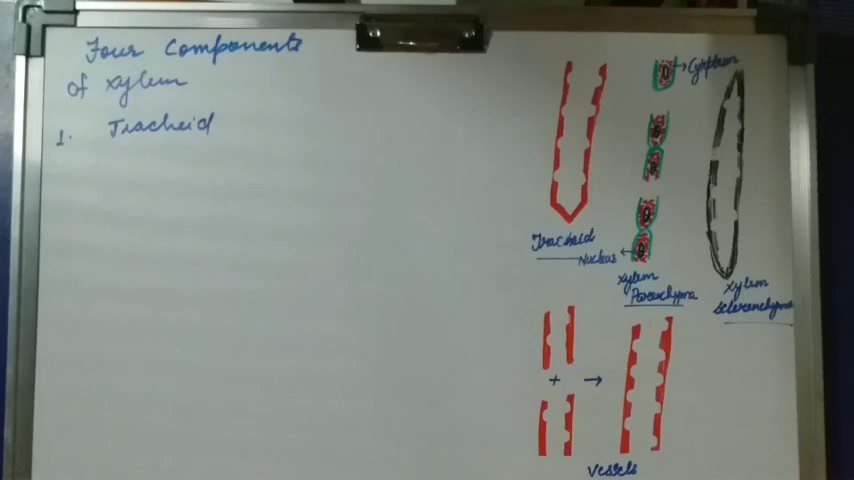 Four Components
of Xylem
1. Tracheid
Cytoplasm
Tracheid
Nucleus
Xylem
Parenchyma
Xylem
Sclerenchyma
+ →
Vessels